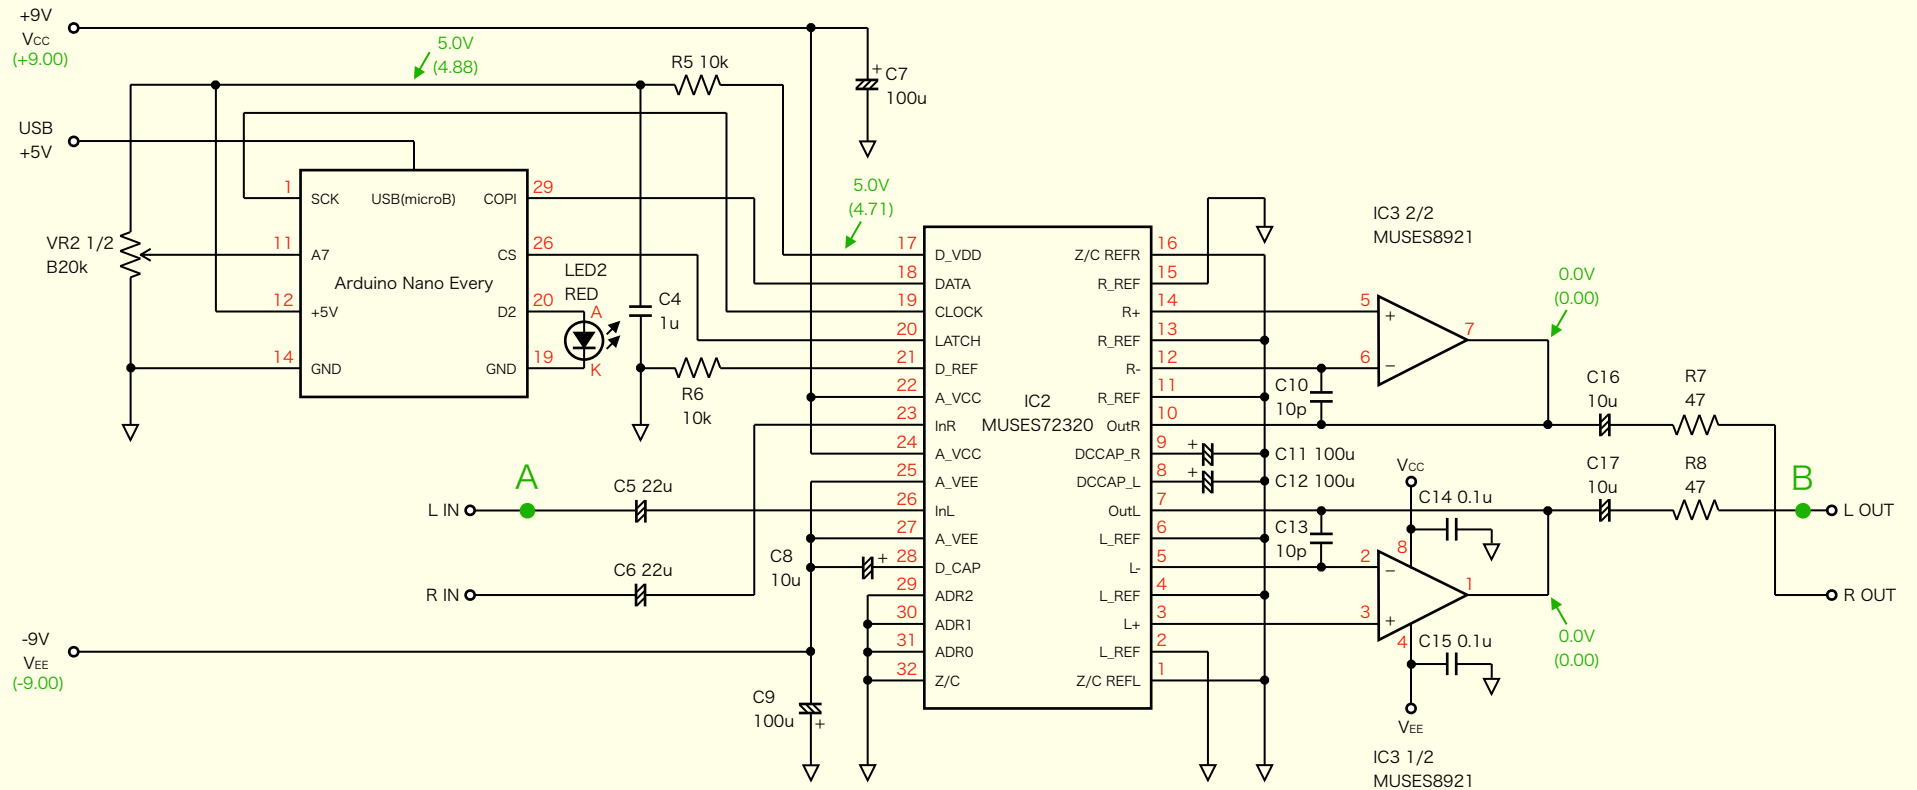 +9V
VCC
(+9.00)
5.0V
(4.88)
R5 10k
+
C7
100u
USB
+5V
1
SCK
USB(microB)
COPI
29
11
A7
CS
26
Arduino Nano Every
12
+5V
D2
20
14
GND
GND
19
VR2 1/2
B20k
LED2
RED
A
K
C4
1u
R6
10k
5.0V
(4.71)
17
D_VDD
18
DATA
19
CLOCK
20
LATCH
21
D_REF
22
A_VCC
23
InR
24
A_VCC
25
A_VEE
26
InL
27
A_VEE
28
D_CAP
29
ADR2
30
ADR1
31
ADR0
32
Z/C
IC2
MUSES72320
Z/C REFR
16
R_REF
15
R+
14
R_REF
13
R-
12
R_REF
11
OutR
10
DCCAP_R
9
DCCAP_L
8
OutL
7
L_REF
6
L-
5
L_REF
4
L+
3
L_REF
2
Z/C REFL
1
A
L IN
C5 22u
R IN
C6 22u
C8
10u
+
-9V
VEE
(-9.00)
C9
100u
+
IC3 2/2
MUSES8921
5
+
6
−
7
0.0V
(0.00)
C10
10p
+
C11 100u
+
C12 100u
C13
10p
C16
10u
R7
47
C17
10u
R8
47
B
L OUT
R OUT
VCC
C14 0.1u
8
2
−
3
+
1
4
C15 0.1u
VEE
0.0V
(0.00)
IC3 1/2
MUSES8921